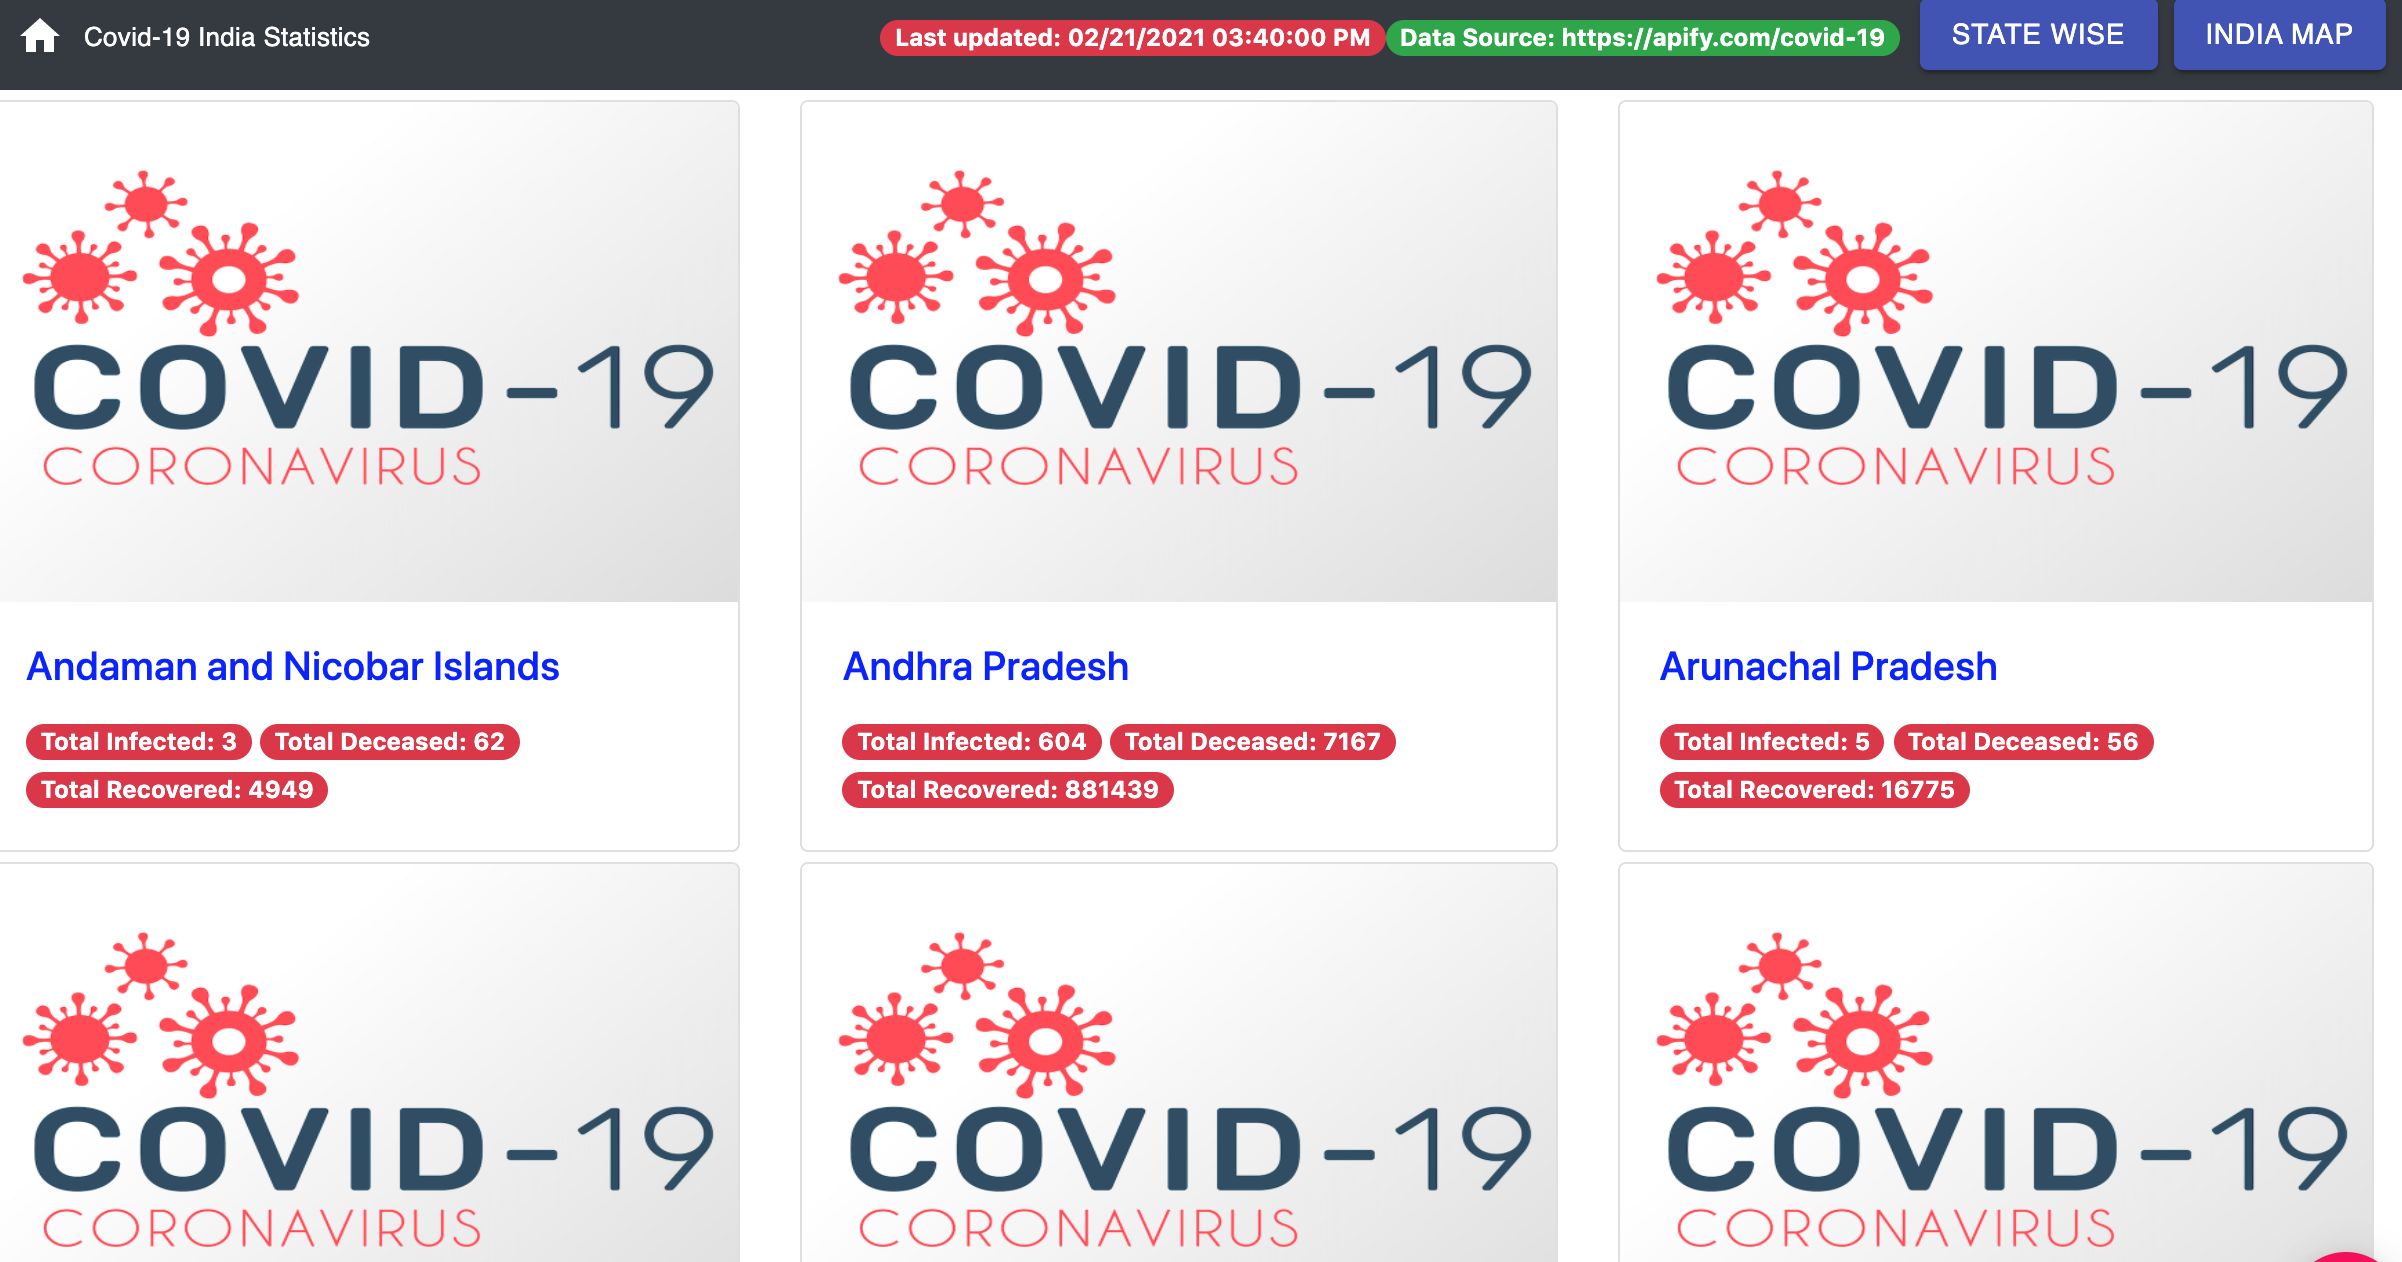 Covid-19 India Statistics
Last updated: 02/21/2021 03:40:00 PM
Data Source: https://apify.com/covid-19
STATE WISE
INDIA MAP
COVID-19
CORONAVIRUS
Andaman and Nicobar Islands
Total Infected: 3
Total Deceased: 62
Total Recovered: 4949
COVID-19
CORONAVIRUS
Andhra Pradesh
Total Infected: 604
Total Deceased: 7167
Total Recovered: 881439
COVID-19
CORONAVIRUS
Arunachal Pradesh
Total Infected: 5
Total Deceased: 56
Total Recovered: 16775
COVID-19
CORONAVIRUS
COVID-19
CORONAVIRUS
COVID-19
CORONAVIRUS